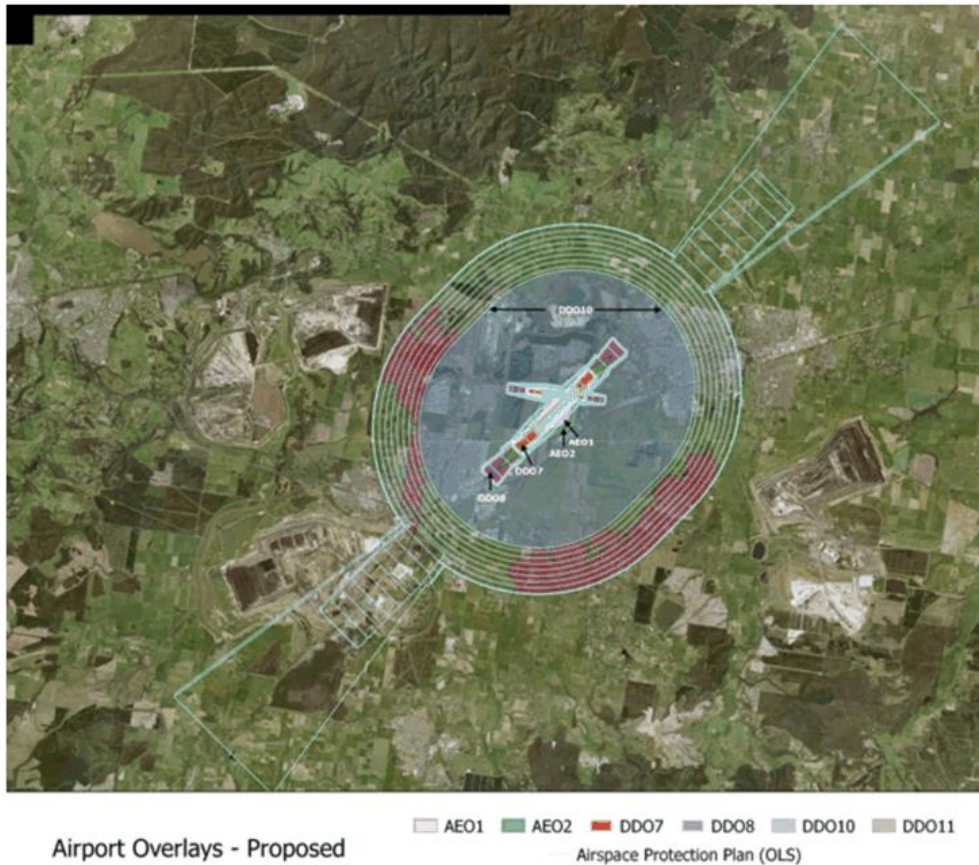 DDO10
AEO1
AEO2
DDO7
DDO8
Airport Overlays - Proposed
AEO1 AEO2 DDO7 DDO8 DDO10 DDO11
Airspace Protection Plan (OLS)